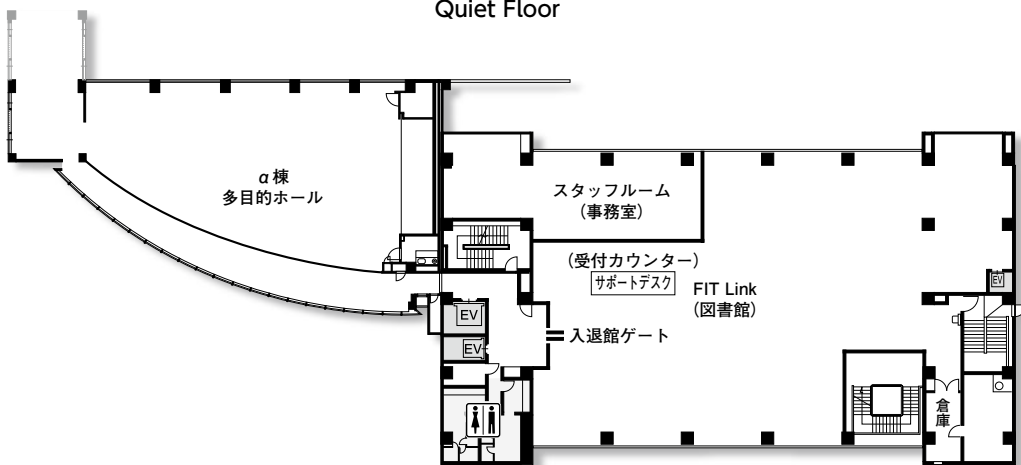 Quiet Floor
α棟
多目的ホール
スタッフルーム
（事務室）
（受付カウンター）
サポートデスク
FIT Link
（図書館）
EV
EV
入退館ゲート
EV
倉庫